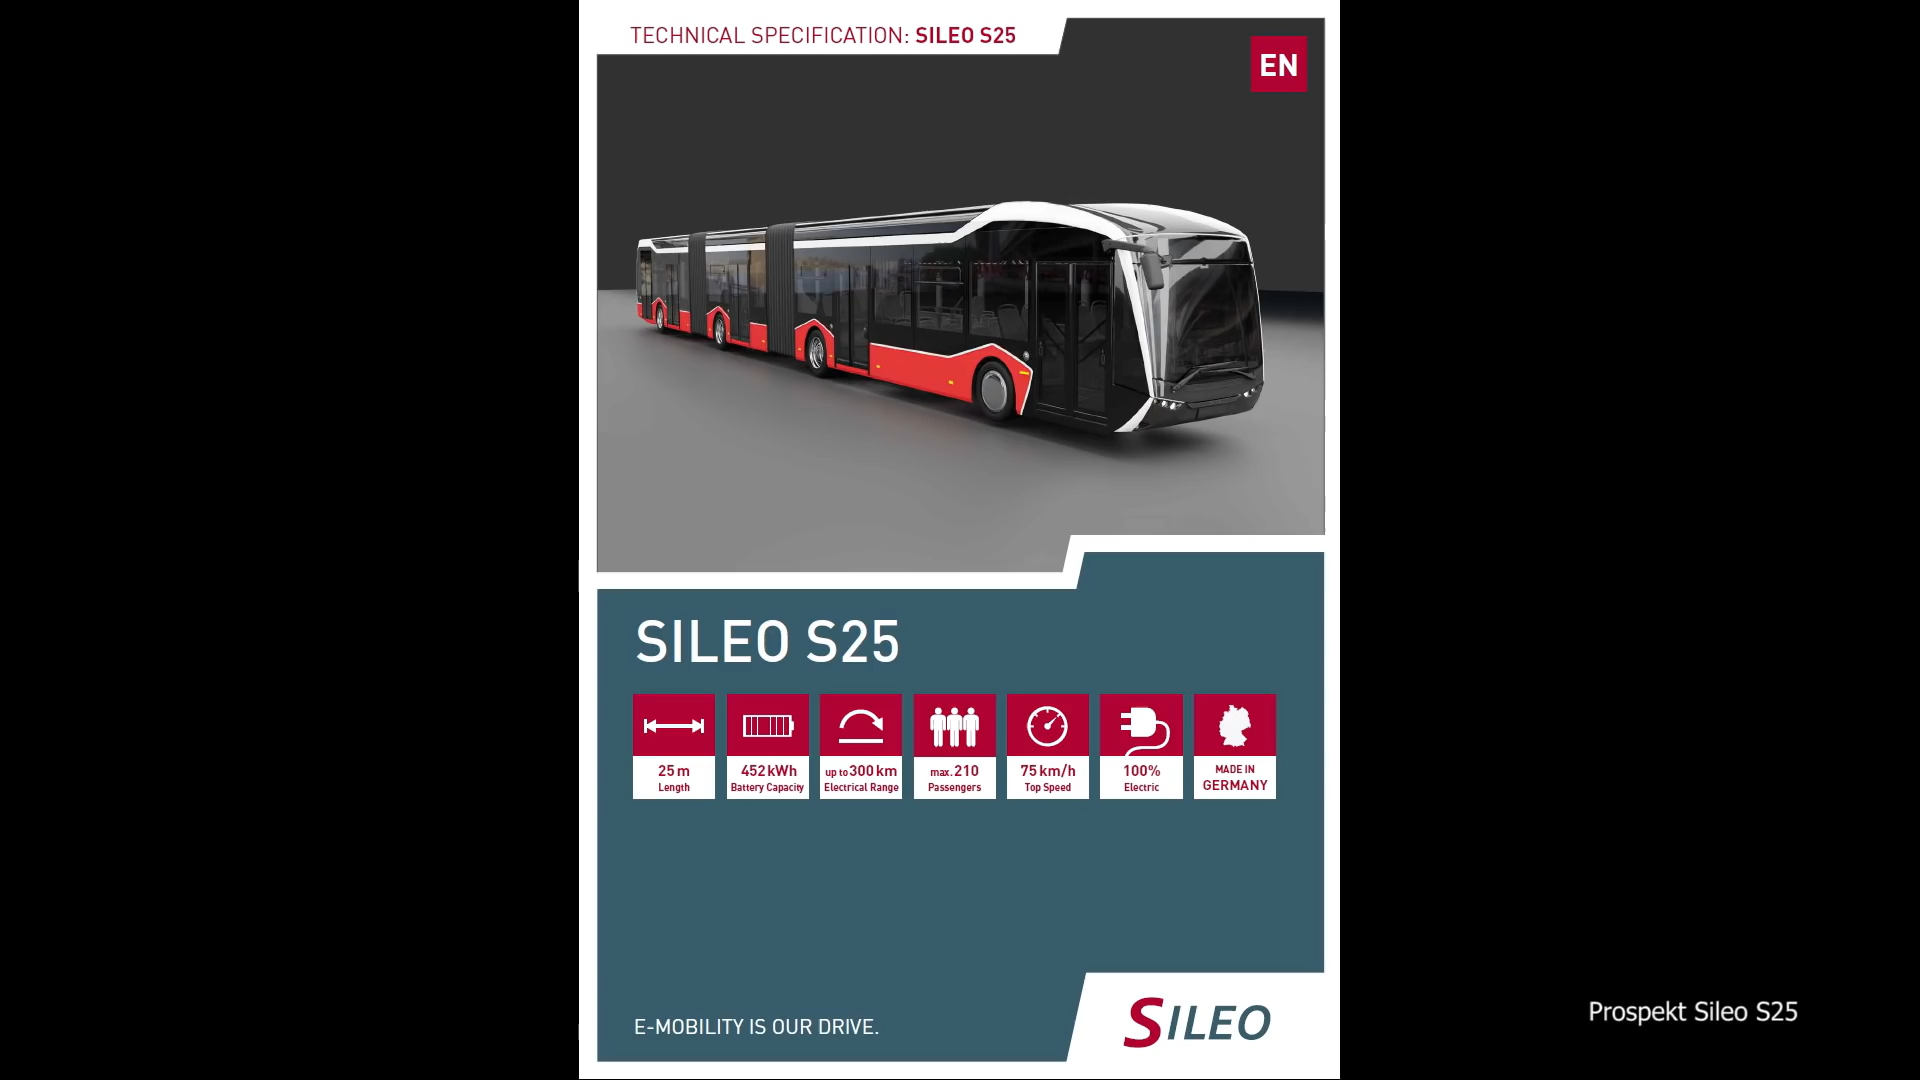 TECHNICAL SPECIFICATION: SILEO S25
EN
SILEO S25
25 m
Length
452 kWh
Battery Capacity
up to 300 km
Electrical Range
max. 210
Passengers
75 km/h
Top Speed
100%
Electric
MADE IN
GERMANY
E-MOBILITY IS OUR DRIVE.
SILEO
Prospekt Sileo S25